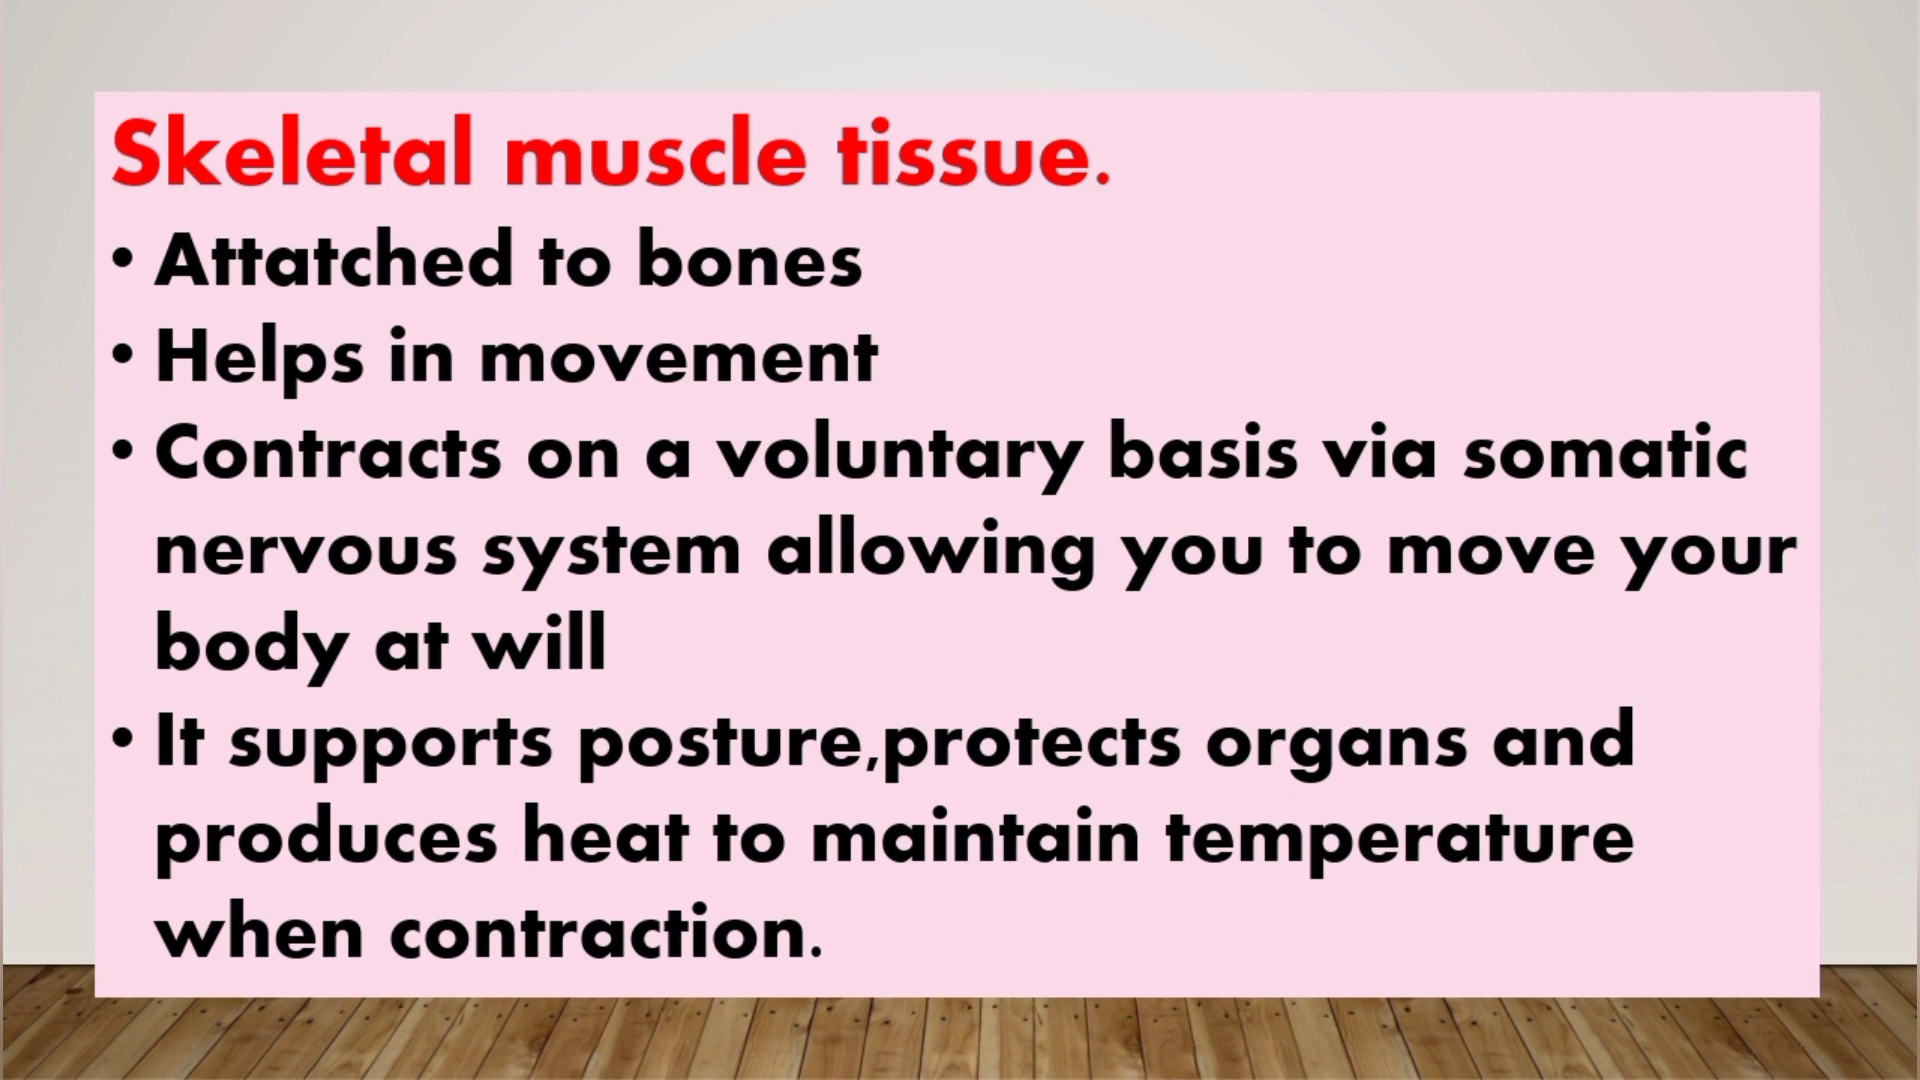 Skeletal muscle tissue.
• Attatched to bones
• Helps in movement
• Contracts on a voluntary basis via somatic
nervous system allowing you to move your
body at will
• It supports posture,protects organs and
produces heat to maintain temperature
when contraction.